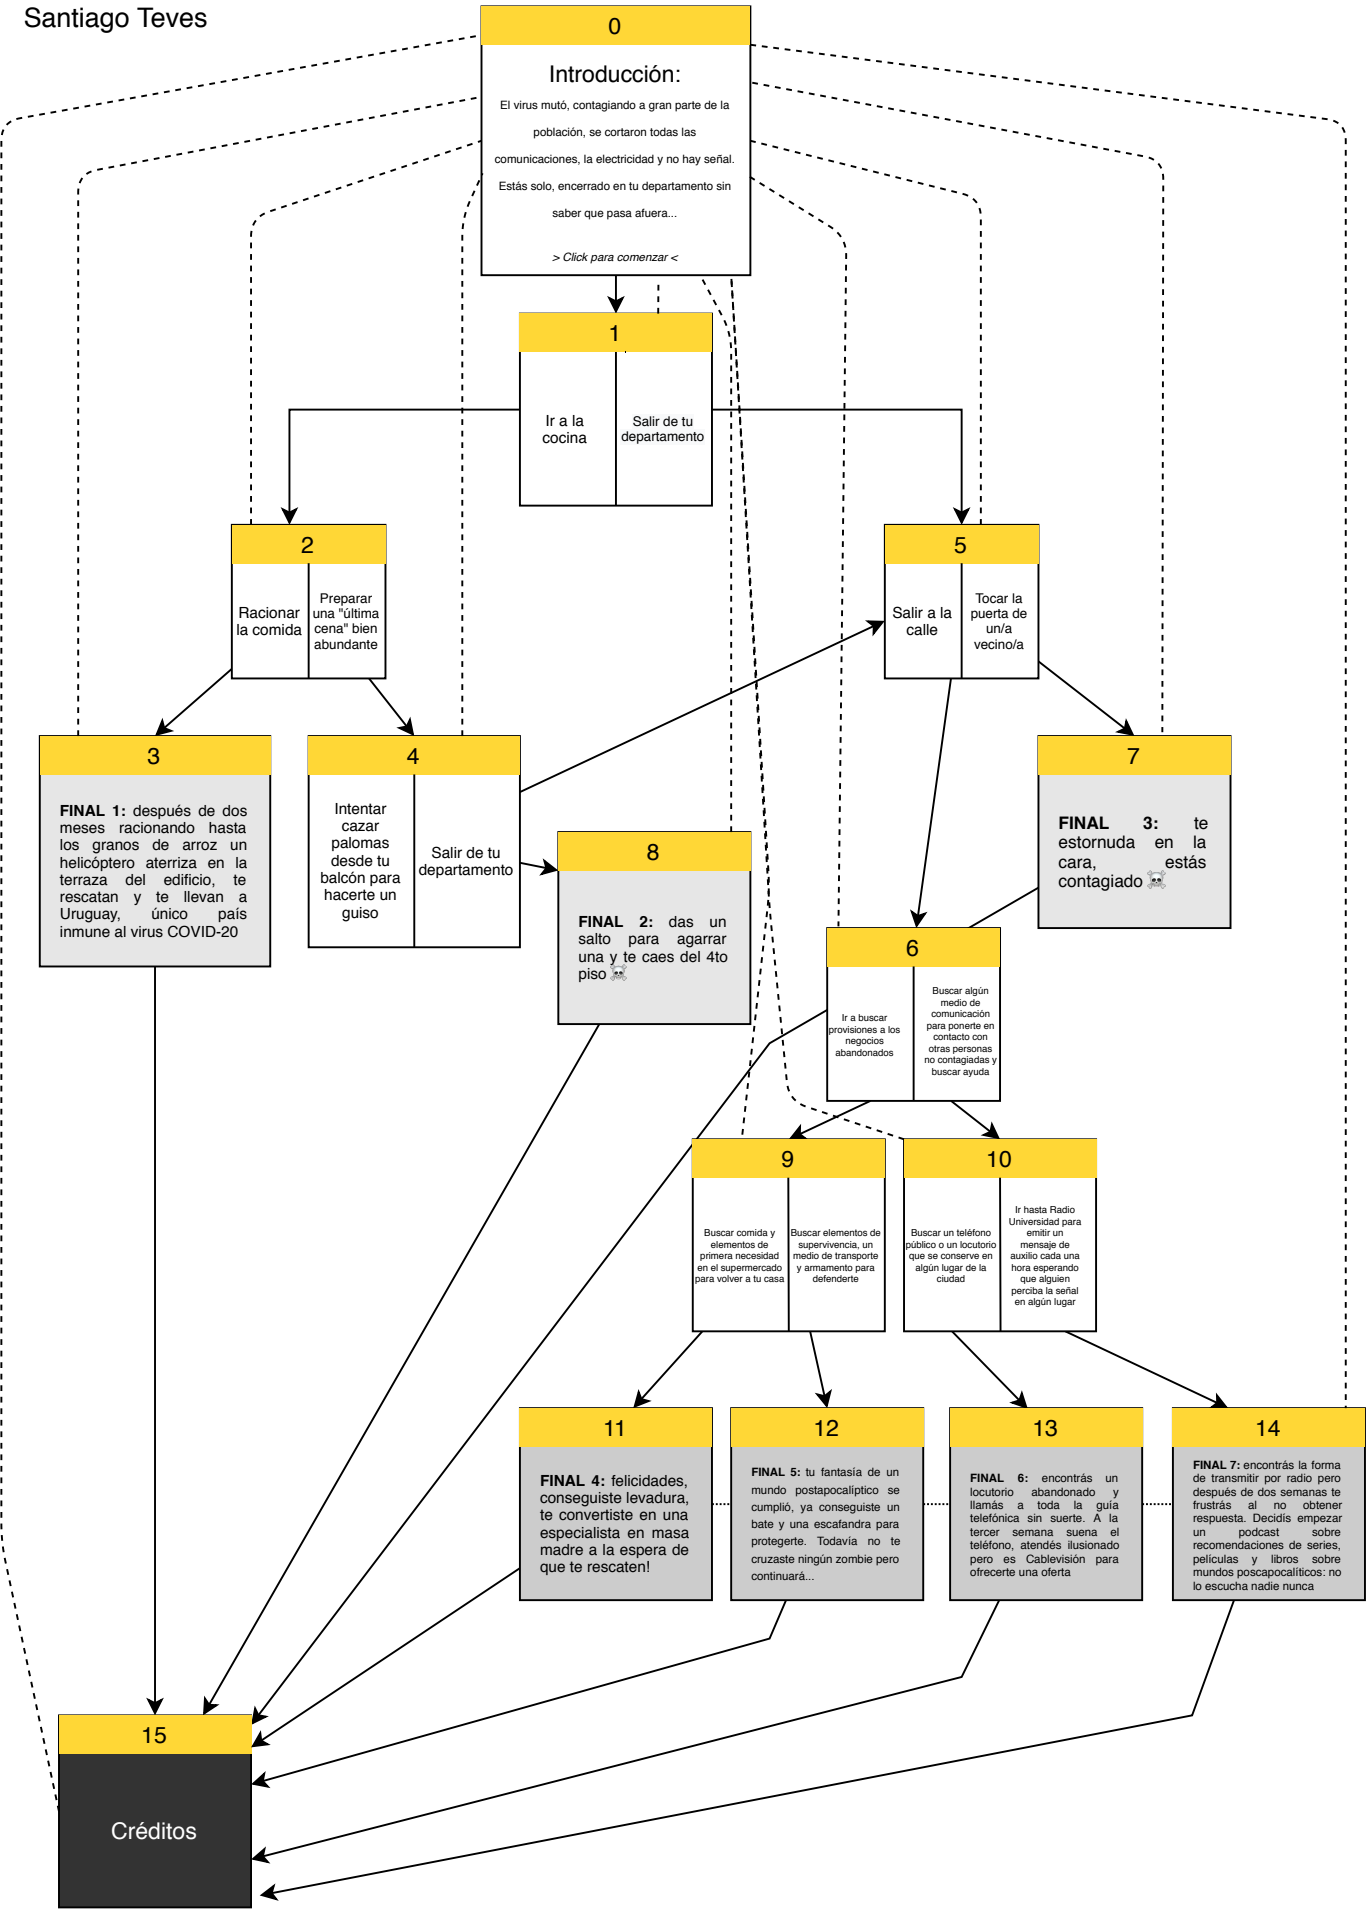 Santiago Teves
0
Introducción:
El virus mutó, contagiando a gran parte de la
población, se cortaron todas las
comunicaciones, la electricidad y no hay señal.
Estás solo, encerrado en tu departamento sin
saber que pasa afuera...
> Click para comenzar <
1
Ir a la
cocina
Salir de tu
departamento
2
Racionar
la comida
Preparar
una "última
cena" bien
abundante
5
Salir a la
calle
Tocar la
puerta de
un/a
vecino/a
3
FINAL 1: después de dos
meses racionando hasta
los granos de arroz un
helicóptero aterriza en la
terraza del edificio, te
rescatan y te llevan a
Uruguay, único país
inmune al virus COVID-20
4
Intentar
cazar
palomas
desde tu
balcón para
hacerte un
guiso
Salir de tu
departamento
8
FINAL 2: das un
salto para agarrar
una y te caes del 4to
piso ☠
7
FINAL 3: te
estornuda en la
cara, estás
contagiado ☠
6
Ir a buscar
provisiones a los
negocios
abandonados
Buscar algún
medio de
comunicación
para ponerte en
contacto con
otras personas
no contagiadas y
buscar ayuda
9
Buscar comida y
elementos de
primera necesidad
en el supermercado
para volver a tu casa
Buscar elementos de
supervivencia, un
medio de transporte
y armamento para
defenderte
10
Buscar un teléfono
público o un locutorio
que se conserve en
algún lugar de la
ciudad
Ir hasta Radio
Universidad para
emitir un
mensaje de
auxilio cada una
hora esperando
que alguien
perciba la señal
en algún lugar
11
FINAL 4: felicidades,
conseguiste levadura,
te convertiste en una
especialista en masa
madre a la espera de
que te rescaten!
12
FINAL 5: tu fantasía de un
mundo postapocalíptico se
cumplió, ya conseguiste un
bate y una escafandra para
protegerte. Todavía no te
cruzaste ningún zombie pero
continuará...
13
FINAL 6: encontrás un
locutorio abandonado y
llamás a toda la guía
telefónica sin suerte. A la
tercer semana suena el
teléfono, atendés ilusionado
pero es Cablevisión para
ofrecerte una oferta
14
FINAL 7: encontrás la forma
de transmitir por radio pero
después de dos semanas te
frustrás al no obtener
respuesta. Decidís empezar
un podcast sobre
recomendaciones de series,
películas y libros sobre
mundos poscapocalíticos: no
lo escucha nadie nunca
15
Créditos